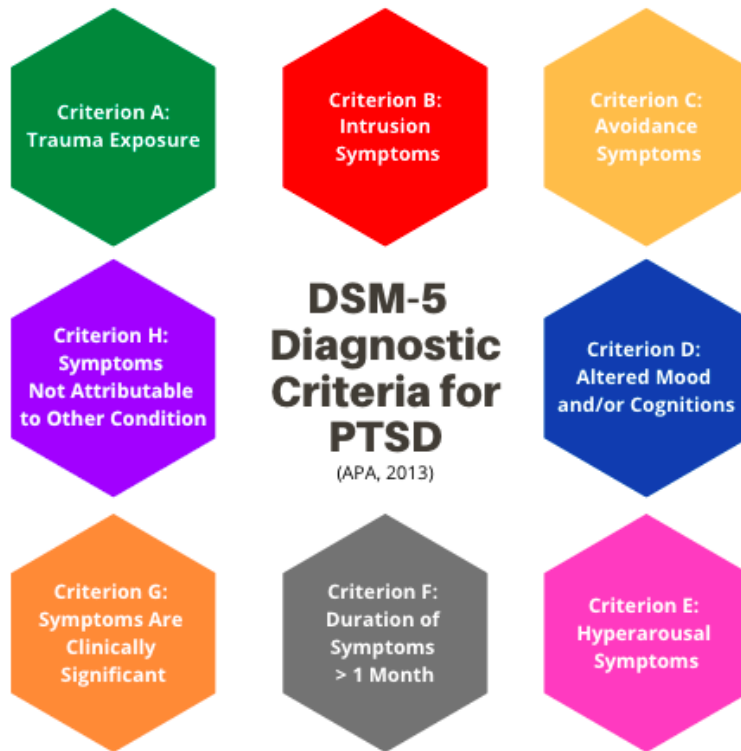 Criterion A:
Trauma Exposure
Criterion B:
Intrusion
Symptoms
Criterion C:
Avoidance
Symptoms
Criterion H:
Symptoms
Not Attributable
to Other Condition
DSM-5
Diagnostic
Criteria for
PTSD
(APA, 2013)
Criterion D:
Altered Mood
and/or Cognitions
Criterion G:
Symptoms Are
Clinically
Significant
Criterion F:
Duration of
Symptoms
> 1 Month
Criterion E:
Hyperarousal
Symptoms